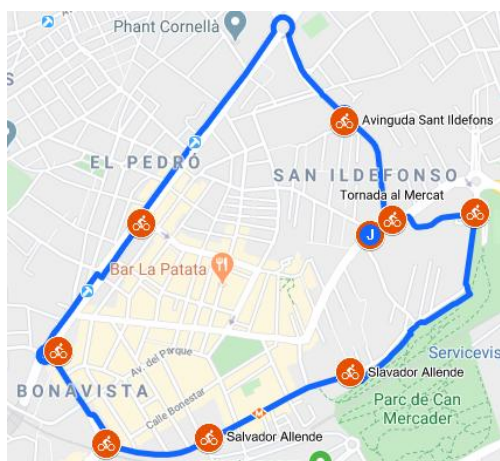 Phant Cornellà
Avinguda Sant Ildefons
EL PEDRÓ
SAN ILDEFONSO
Tornada al Mercat
J
Bar La Patata
Servicevis
Av. del Parque
Slavador Allende
BONAVISTA
Parc de Can
Mercader
Calle Bonestar
Salvador Allende